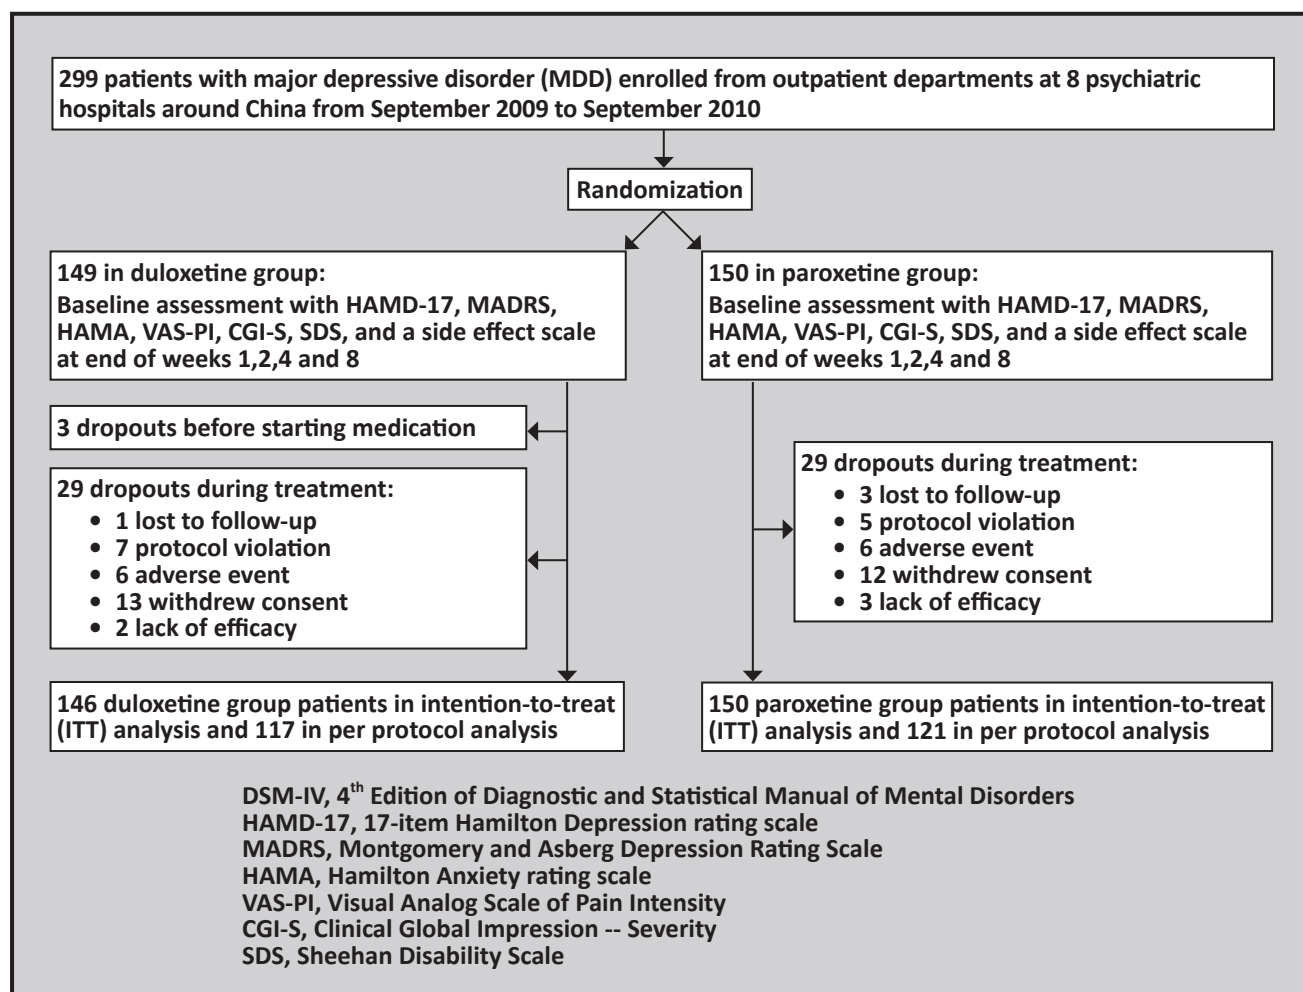 299 patients with major depressive disorder (MDD) enrolled from outpatient departments at 8 psychiatric
hospitals around China from September 2009 to September 2010
Randomization
149 in duloxetine group:
Baseline assessment with HAMD-17, MADRS,
HAMA, VAS-PI, CGI-S, SDS, and a side effect scale
at end of weeks 1,2,4 and 8
150 in paroxetine group:
Baseline assessment with HAMD-17, MADRS,
HAMA, VAS-PI, CGI-S, SDS, and a side effect scale
at end of weeks 1,2,4 and 8
3 dropouts before starting medication
29 dropouts during treatment:
• 1 lost to follow-up
• 7 protocol violation
• 6 adverse event
• 13 withdrew consent
• 2 lack of efficacy
29 dropouts during treatment:
• 3 lost to follow-up
• 5 protocol violation
• 6 adverse event
• 12 withdrew consent
• 3 lack of efficacy
146 duloxetine group patients in intention-to-treat
(ITT) analysis and 117 in per protocol analysis
150 paroxetine group patients in intention-to-treat
(ITT) analysis and 121 in per protocol analysis
DSM-IV, 4th Edition of Diagnostic and Statistical Manual of Mental Disorders
HAMD-17, 17-item Hamilton Depression rating scale
MADRS, Montgomery and Asberg Depression Rating Scale
HAMA, Hamilton Anxiety rating scale
VAS-PI, Visual Analog Scale of Pain Intensity
CGI-S, Clinical Global Impression -- Severity
SDS, Sheehan Disability Scale